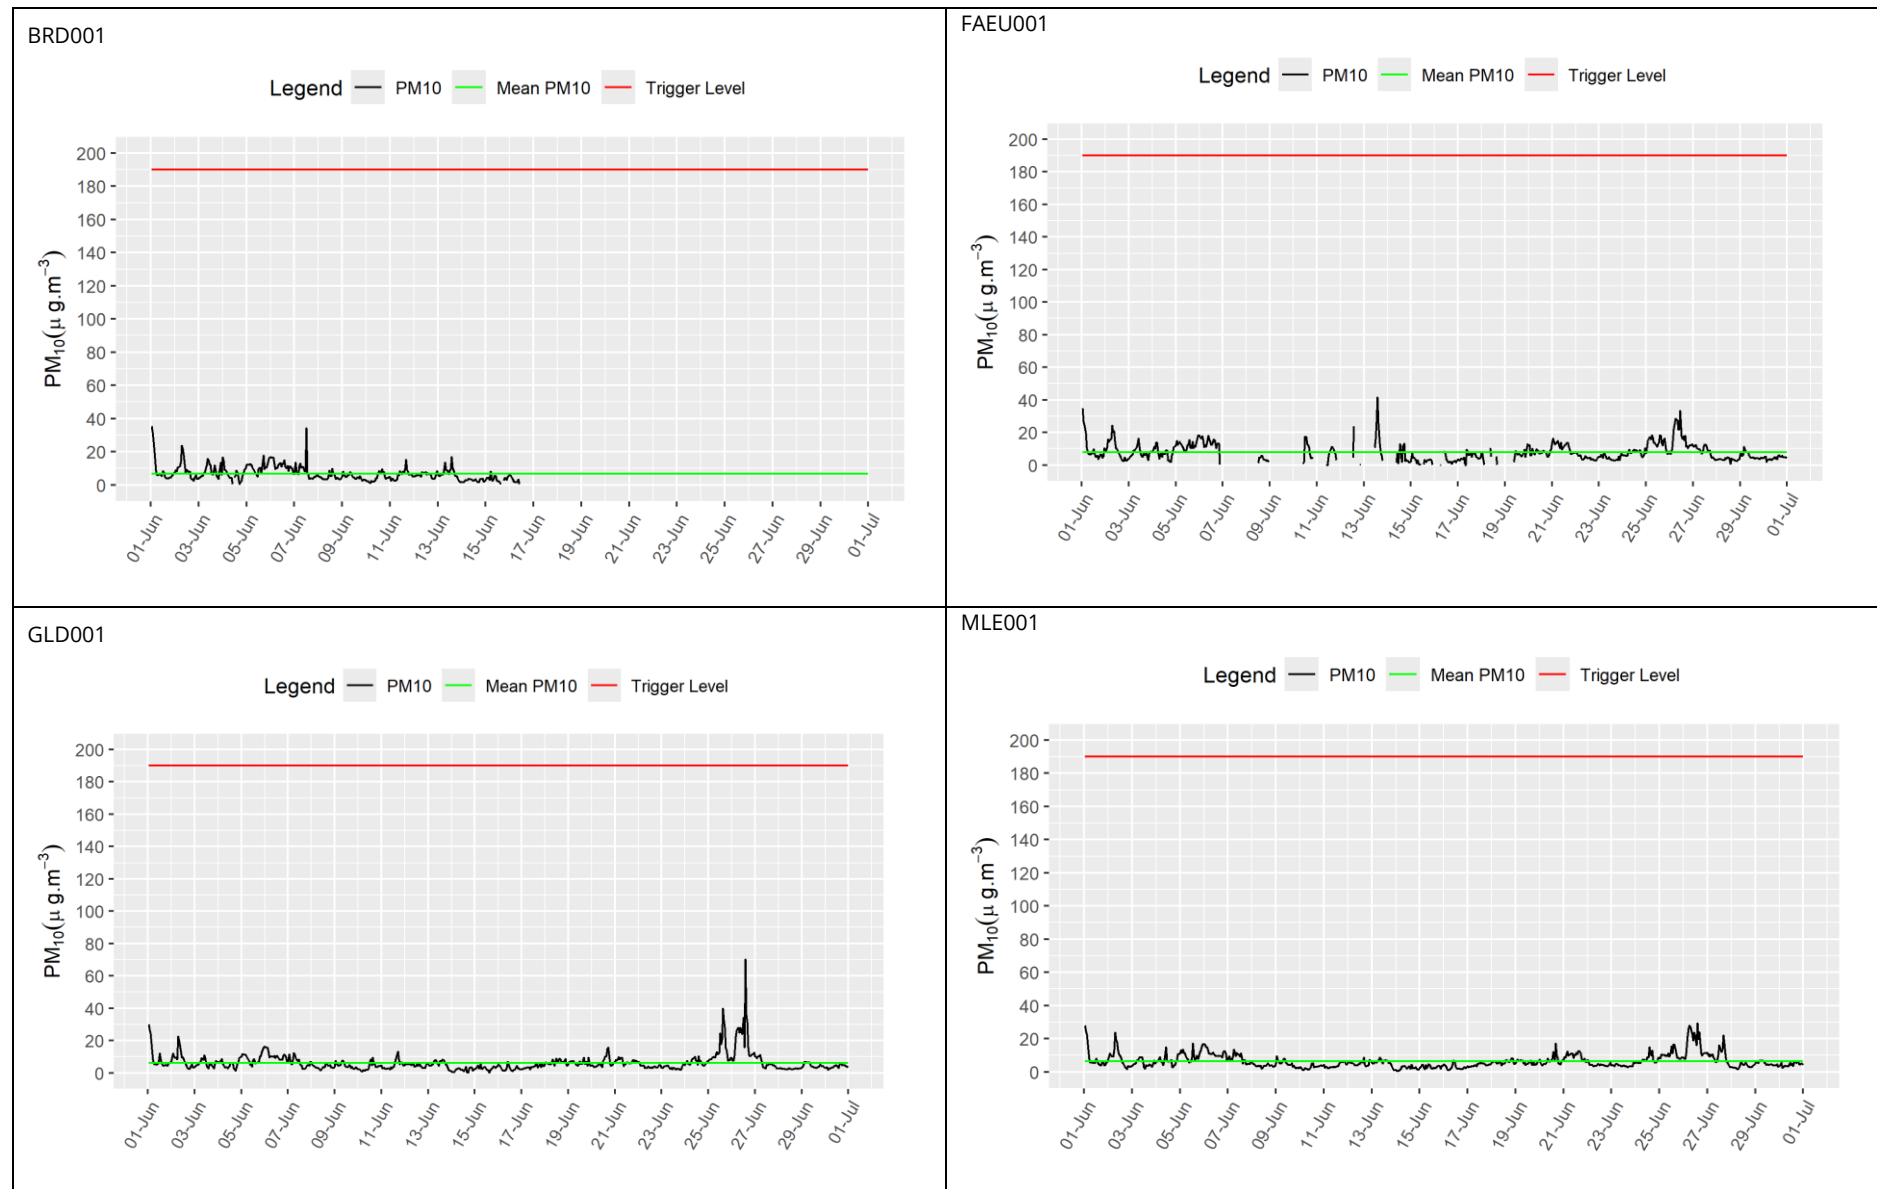 BRD001
Legend PM10 Mean PM10 Trigger Level
200
180
160
140
120
100
80
60
40
20
0
PM10(μ g.m−3)
01-Jun 03-Jun 05-Jun 07-Jun 09-Jun 11-Jun 13-Jun 15-Jun 17-Jun 19-Jun 21-Jun 23-Jun 25-Jun 27-Jun 29-Jun 01-Jul
FAEU001
Legend PM10 Mean PM10 Trigger Level
200
180
160
140
120
100
80
60
40
20
0
PM10(μ g.m−3)
01-Jun 03-Jun 05-Jun 07-Jun 09-Jun 11-Jun 13-Jun 15-Jun 17-Jun 19-Jun 21-Jun 23-Jun 25-Jun 27-Jun 29-Jun 01-Jul
GLD001
Legend PM10 Mean PM10 Trigger Level
200
180
160
140
120
100
80
60
40
20
0
PM10(μ g.m−3)
01-Jun 03-Jun 05-Jun 07-Jun 09-Jun 11-Jun 13-Jun 15-Jun 17-Jun 19-Jun 21-Jun 23-Jun 25-Jun 27-Jun 29-Jun 01-Jul
MLE001
Legend PM10 Mean PM10 Trigger Level
200
180
160
140
120
100
80
60
40
20
0
PM10(μ g.m−3)
01-Jun 03-Jun 05-Jun 07-Jun 09-Jun 11-Jun 13-Jun 15-Jun 17-Jun 19-Jun 21-Jun 23-Jun 25-Jun 27-Jun 29-Jun 01-Jul